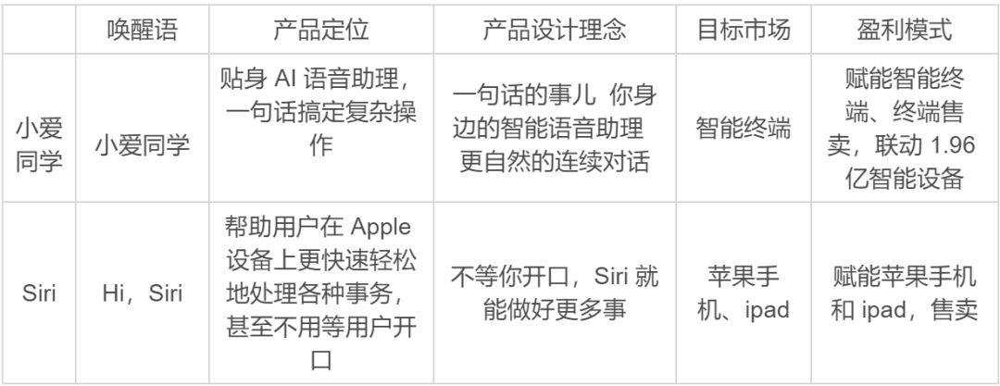 唤醒语
产品定位
产品设计理念
目标市场
盈利模式
小爱
同学
小爱同学
贴身 AI 语音助理，
一句话搞定复杂操
作
一句话的事儿 你身
边的智能语音助理
更自然的连续对话
智能终端
赋能智能终
端、终端售
卖，联动 1.96
亿智能设备
Siri
Hi，Siri
帮助用户在 Apple
设备上更快速轻松
地处理各种事务，
甚至不用等用户开
口
不等你开口，Siri 就
能做好更多事
苹果手
机、ipad
赋能苹果手机
和 ipad，售卖